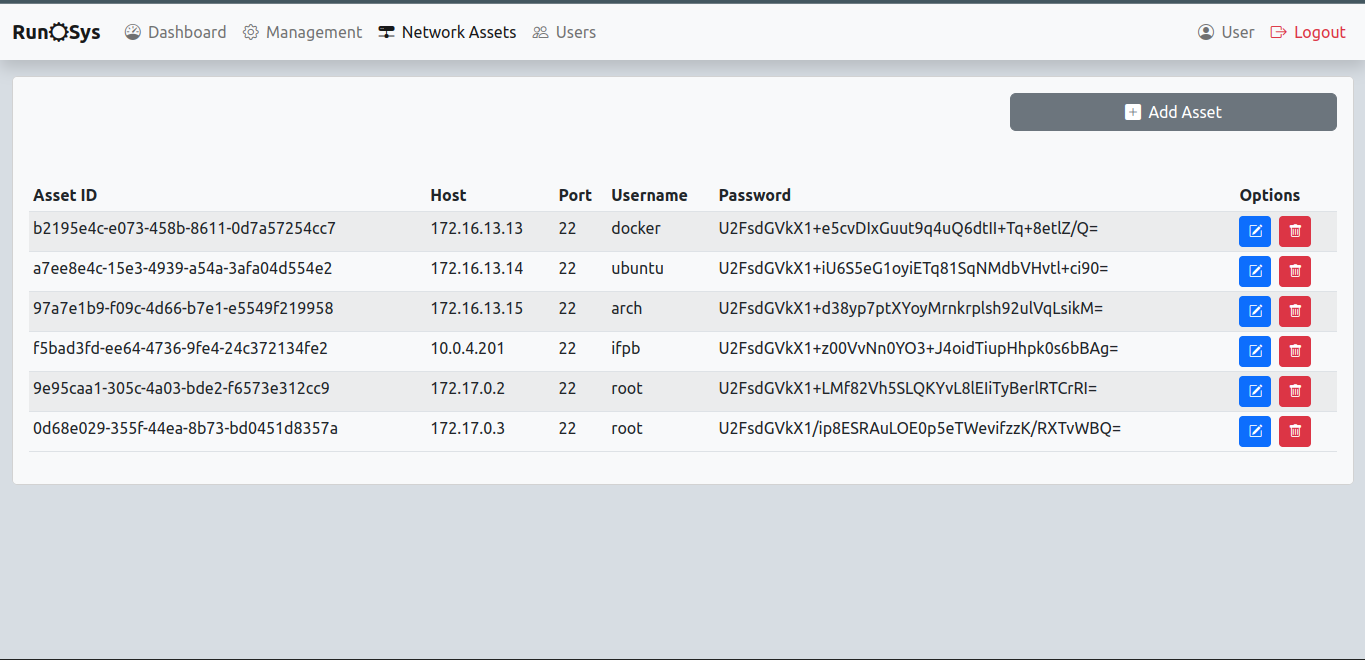 RunSys Dashboard Management Network Assets Users User Logout
Add Asset
Asset ID Host Port Username Password Options
b2195e4c-e073-458b-8611-0d7a57254cc7 172.16.13.13 22 docker U2FsdGVkX1+e5cvDIxGuut9q4uQ6dtII+Tq+8etlZ/Q=
a7ee8e4c-15e3-4939-a54a-3afa04d554e2 172.16.13.14 22 ubuntu U2FsdGVkX1+iU6S5eG1oyiETq81SqNMdbVHvtl+ci90=
97a7e1b9-f09c-4d66-b7e1-e5549f219958 172.16.13.15 22 arch U2FsdGVkX1+d38yp7ptXYoyMrnkrplsh92ulVqLsikM=
f5bad3fd-ee64-4736-9fe4-24c372134fe2 10.0.4.201 22 ifpb U2FsdGVkX1+z00VvNn0YO3+J4oidTiupHhpk0s6bBAg=
9e95caa1-305c-4a03-bde2-f6573e312cc9 172.17.0.2 22 root U2FsdGVkX1+LMf82Vh5SLQKYvL8lEIiTyBerlRTCrRI=
0d68e029-355f-44ea-8b73-bd0451d8357a 172.17.0.3 22 root U2FsdGVkX1/ip8ESRAuLOE0p5eTWevifzzK/RXTvWBQ=